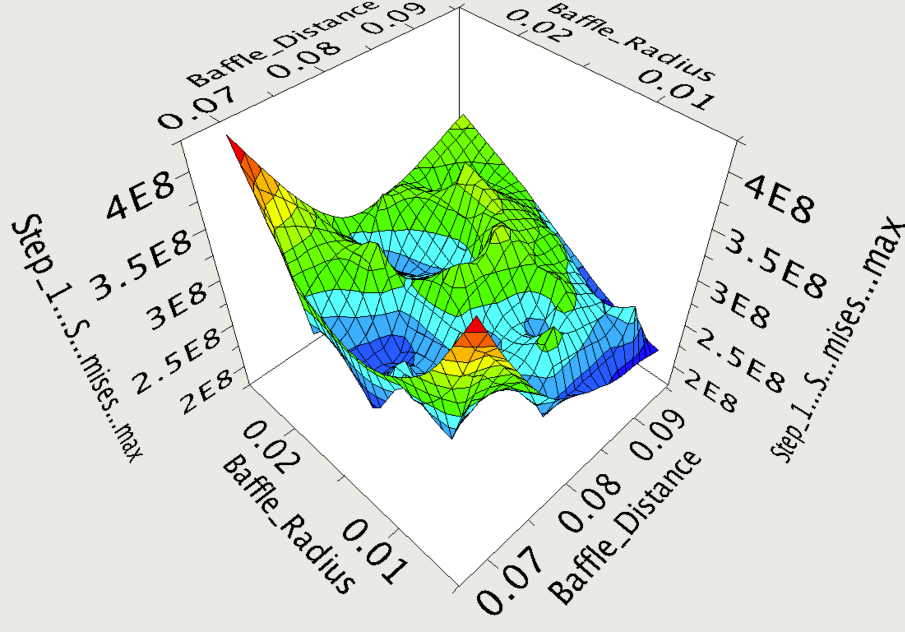 Baffle_Distance
0.07
0.08
0.09
Baffle_Radius
0.02
0.01
Step_1...S...mises...max
4E8
3.5E8
3E8
2.5E8
2E8
Step_1...S...mises...max
4E8
3.5E8
3E8
2.5E8
2E8
Baffle_Radius
0.02
0.01
Baffle_Distance
0.07
0.08
0.09